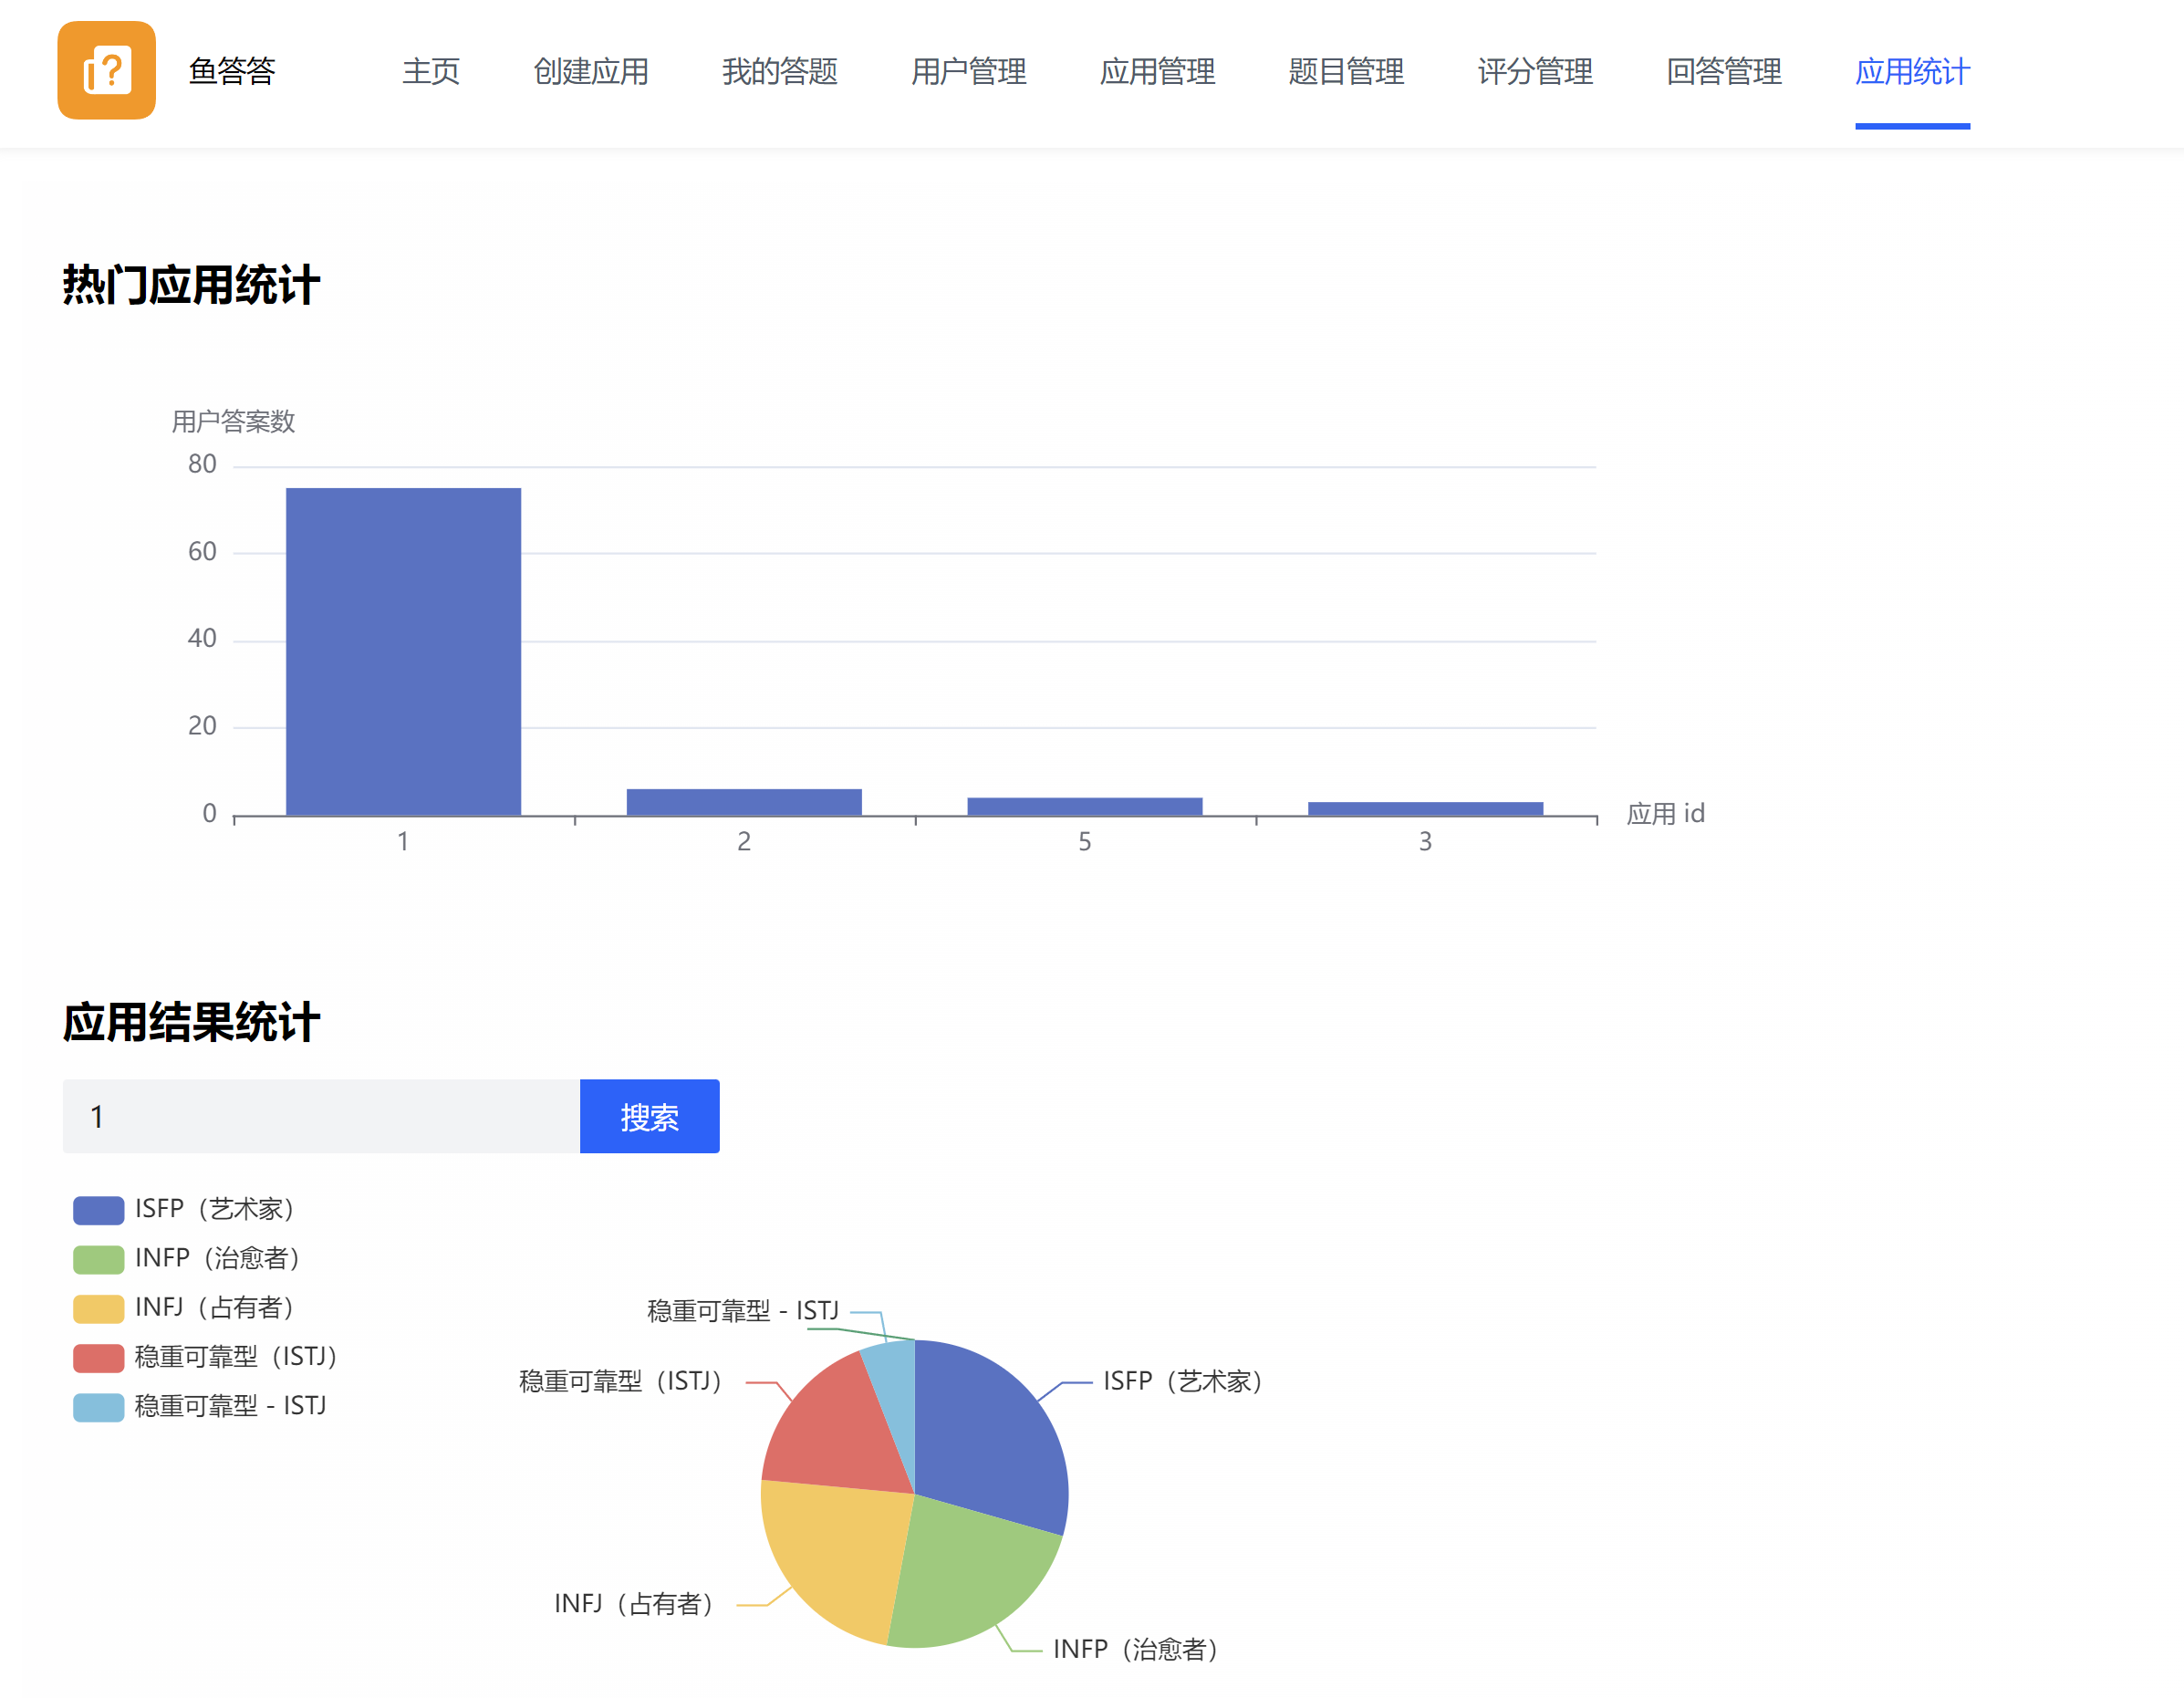 鱼答答 主页 创建应用 我的答题 用户管理 应用管理 题目管理 评分管理 回答管理 应用统计
热门应用统计
用户答案数
80
60
40
20
0
1 2 5 3 应用 id
应用结果统计
1 搜索
ISFP（艺术家）
INFP（治愈者）
INFJ（占有者）
稳重可靠型（ISTJ）
稳重可靠型 - ISTJ
稳重可靠型 - ISTJ
稳重可靠型（ISTJ） ISFP（艺术家）
INFJ（占有者）
INFP（治愈者）